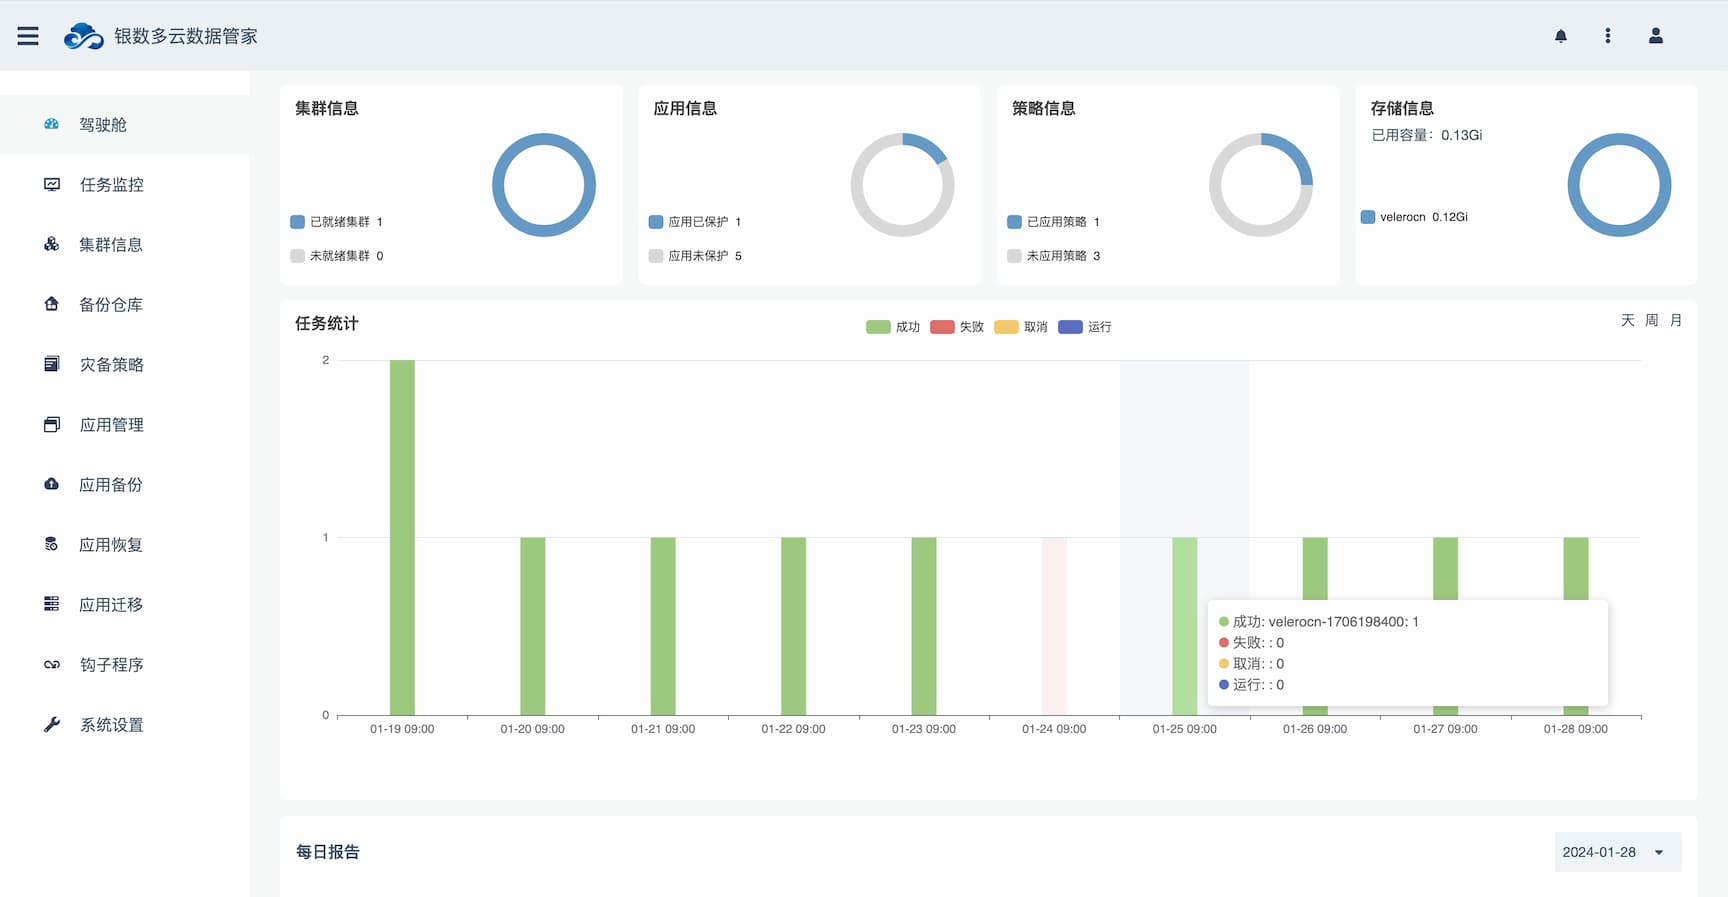 银数多云数据管家
驾驶舱
任务监控
集群信息
备份仓库
灾备策略
应用管理
应用备份
应用恢复
应用迁移
钩子程序
系统设置
集群信息
已就绪集群 1
未就绪集群 0
应用信息
应用已保护 1
应用未保护 5
策略信息
已应用策略 1
未应用策略 3
存储信息
已用容量：0.13Gi
velerocn 0.12Gi
任务统计
成功 失败 取消 运行
天 周 月
2
1
0
01-19 09:00 01-20 09:00 01-21 09:00 01-22 09:00 01-23 09:00 01-24 09:00 01-25 09:00 01-26 09:00 01-27 09:00 01-28 09:00
成功: velerocn-1706198400: 1
失败: : 0
取消: : 0
运行: : 0
每日报告
2024-01-28